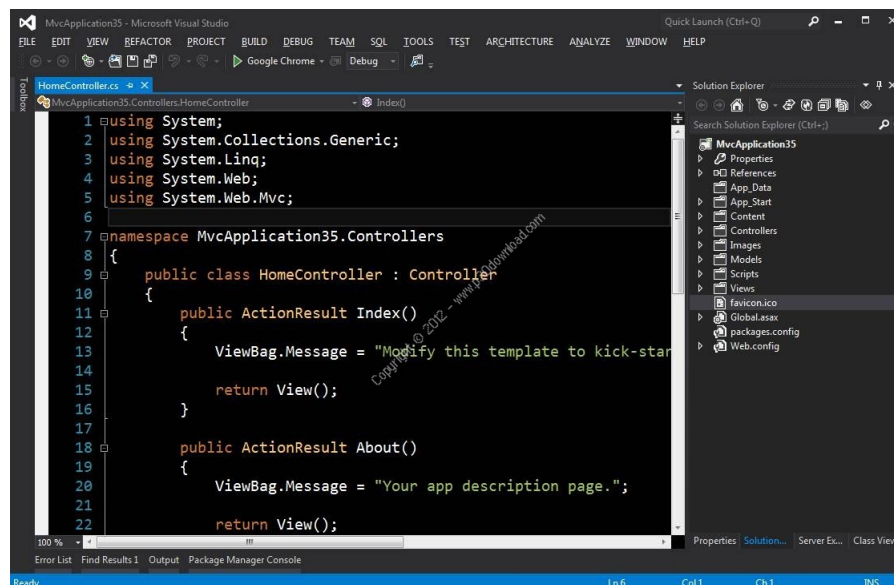 MvcApplication35 - Microsoft Visual Studio
Quick Launch (Ctrl+Q)
FILE EDIT VIEW REFACTOR PROJECT BUILD DEBUG TEAM SQL TOOLS TEST ARCHITECTURE ANALYZE WINDOW HELP
Google Chrome
Debug
Toolbox
HomeController.cs
MvcApplication35.Controllers.HomeController
Index()
1 using System;
2 using System.Collections.Generic;
3 using System.Linq;
4 using System.Web;
5 using System.Web.Mvc;
6
7 namespace MvcApplication35.Controllers
8 {
9 public class HomeController : Controller
10 {
11 public ActionResult Index()
12 {
13 ViewBag.Message = "Modify this template to kick-star
14
15 return View();
16 }
17
18 public ActionResult About()
19 {
20 ViewBag.Message = "Your app description page.";
21
22 return View();
100 %
Copyright © 2012 - www.p30download.com
Solution Explorer
Search Solution Explorer (Ctrl+;)
MvcApplication35
Properties
References
App_Data
App_Start
Content
Controllers
Images
Models
Scripts
Views
favicon.ico
Global.asax
packages.config
Web.config
Properties Solution... Server Ex... Class View
Error List Find Results 1 Output Package Manager Console
Ready Ln 6 Col 1 Ch 1 INS